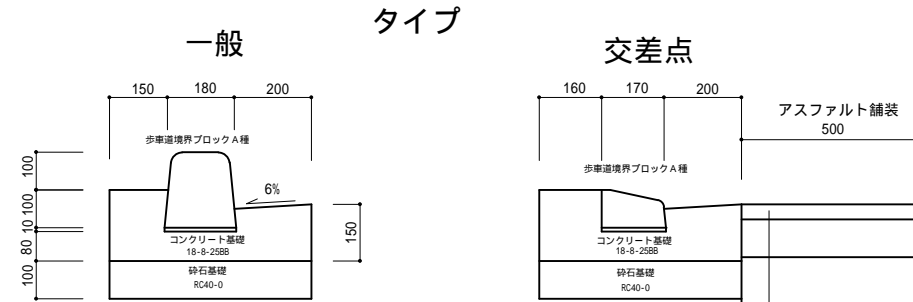 タイプ
一般
150 180 200
歩車道境界ブロックA種
6%
100
100
10
80
100
150
コンクリート基礎
18-8-25BB
砕石基礎
RC40-0
交差点
160 170 200
アスファルト舗装
500
歩車道境界ブロックA種
コンクリート基礎
18-8-25BB
砕石基礎
RC40-0